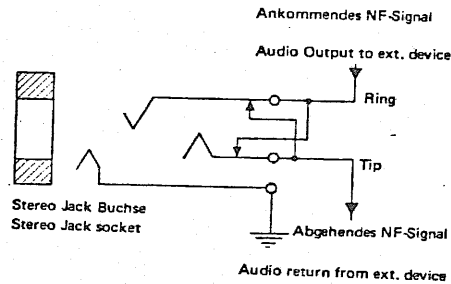 Ankommendes NF-Signal
Audio Output to ext. device
Ring
Tip
Stereo Jack Buchse
Stereo Jack socket
Abgehendes NF-Signal
Audio return from ext. device